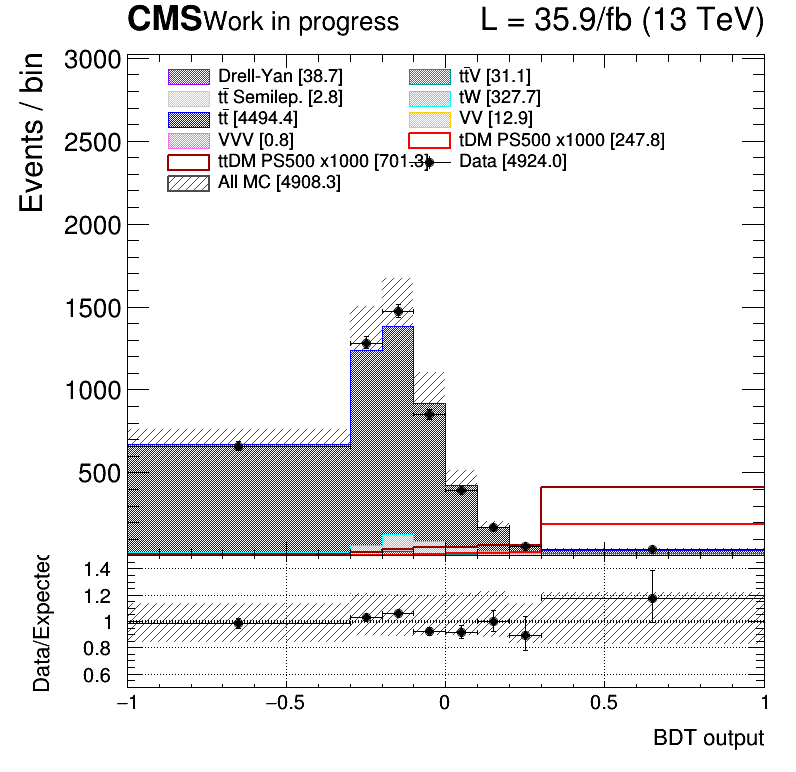 CMS Work in progress L = 35.9/fb (13 TeV)
Events / bin
3000
2500
2000
1500
1000
500
Drell-Yan [38.7] tt̄V [31.1]
tt̄ Semilep. [2.8] tW [327.7]
tt̄ [4494.4] VV [12.9]
VVV [0.8] tDM PS500 x1000 [247.8]
ttDM PS500 x1000 [701.3] Data [4924.0]
All MC [4908.3]
Data/Expected
1.4
1.2
1
0.8
0.6
−1 −0.5 0 0.5 1
BDT output